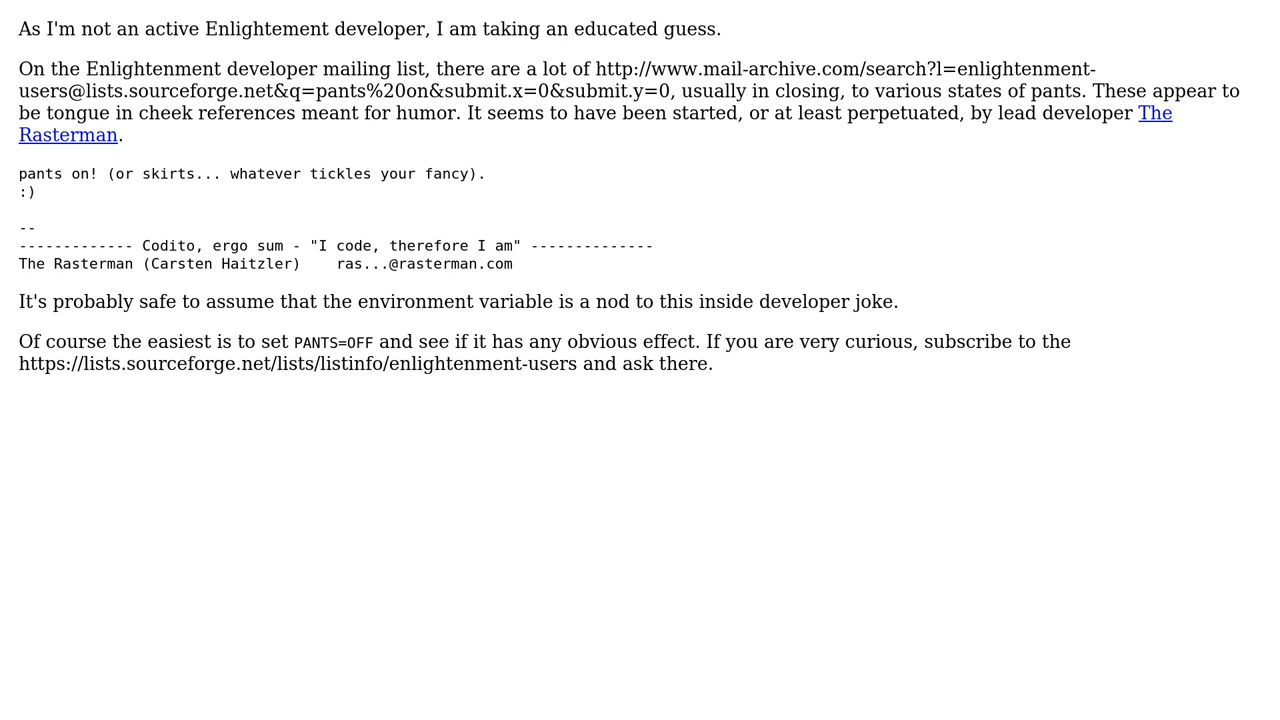 As I'm not an active Enlightement developer, I am taking an educated guess.
On the Enlightenment developer mailing list, there are a lot of http://www.mail-archive.com/search?l=enlightenment-
users@lists.sourceforge.net&q=pants%20on&submit.x=0&submit.y=0, usually in closing, to various states of pants. These appear to
be tongue in cheek references meant for humor. It seems to have been started, or at least perpetuated, by lead developer The
Rasterman.
pants on! (or skirts... whatever tickles your fancy).
:)
--
------------- Codito, ergo sum - "I code, therefore I am" --------------
The Rasterman (Carsten Haitzler)    ras...@rasterman.com
It's probably safe to assume that the environment variable is a nod to this inside developer joke.
Of course the easiest is to set PANTS=OFF and see if it has any obvious effect. If you are very curious, subscribe to the
https://lists.sourceforge.net/lists/listinfo/enlightenment-users and ask there.